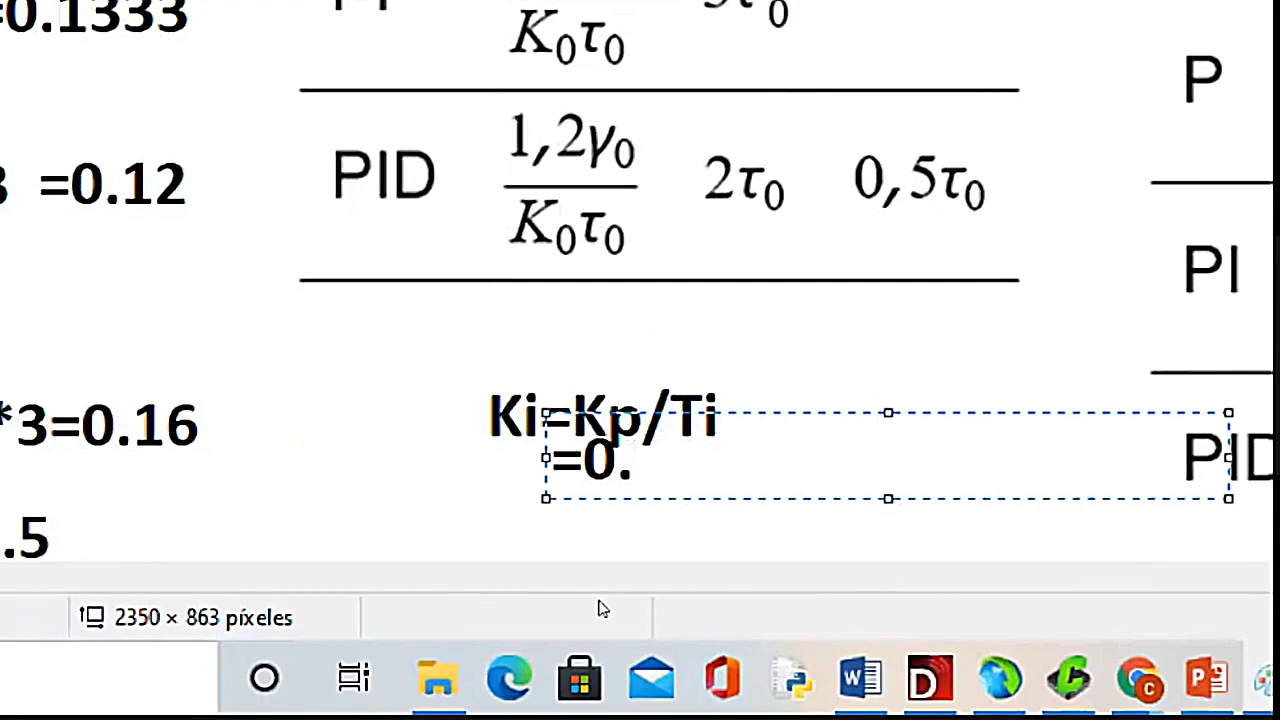 =0.1333
K₀τ₀
PID 1,2γ₀ 2τ₀ 0,5τ₀
K₀τ₀
=0.12
*3=0.16
Ki=Kp/Ti
=0.
.5
P
PI
PID
2350 × 863 píxeles